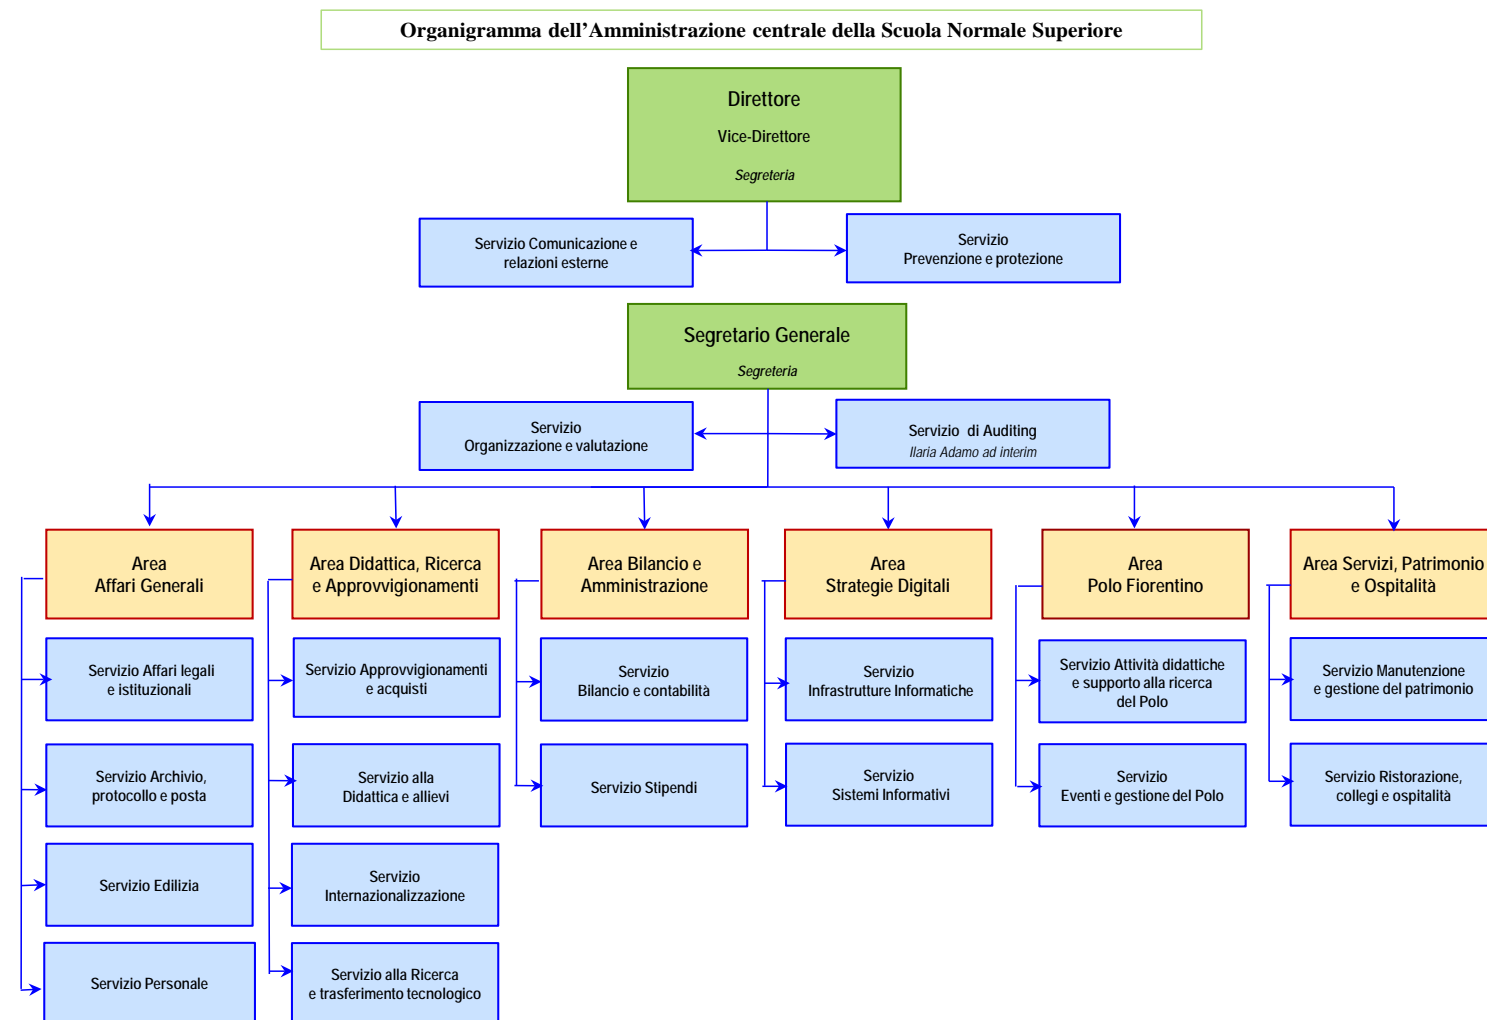 Organigramma dell'Amministrazione centrale della Scuola Normale Superiore
Direttore
Vice-Direttore
Segreteria
Servizio Comunicazione e
relazioni esterne
Servizio
Prevenzione e protezione
Segretario Generale
Segreteria
Servizio
Organizzazione e valutazione
Servizio di Auditing
Ilaria Adamo ad interim
Area
Affari Generali
Area Didattica, Ricerca
e Approvvigionamenti
Area Bilancio e
Amministrazione
Area
Strategie Digitali
Area
Polo Fiorentino
Area Servizi, Patrimonio
e Ospitalità
Servizio Affari legali
e istituzionali
Servizio Approvvigionamenti
e acquisti
Servizio
Bilancio e contabilità
Servizio
Infrastrutture Informatiche
Servizio Attività didattiche
e supporto alla ricerca
del Polo
Servizio Manutenzione
e gestione del patrimonio
Servizio Archivio,
protocollo e posta
Servizio alla
Didattica e allievi
Servizio Stipendi
Servizio
Sistemi Informativi
Servizio
Eventi e gestione del Polo
Servizio Ristorazione,
collegi e ospitalità
Servizio Edilizia
Servizio
Internazionalizzazione
Servizio Personale
Servizio alla Ricerca
e trasferimento tecnologico